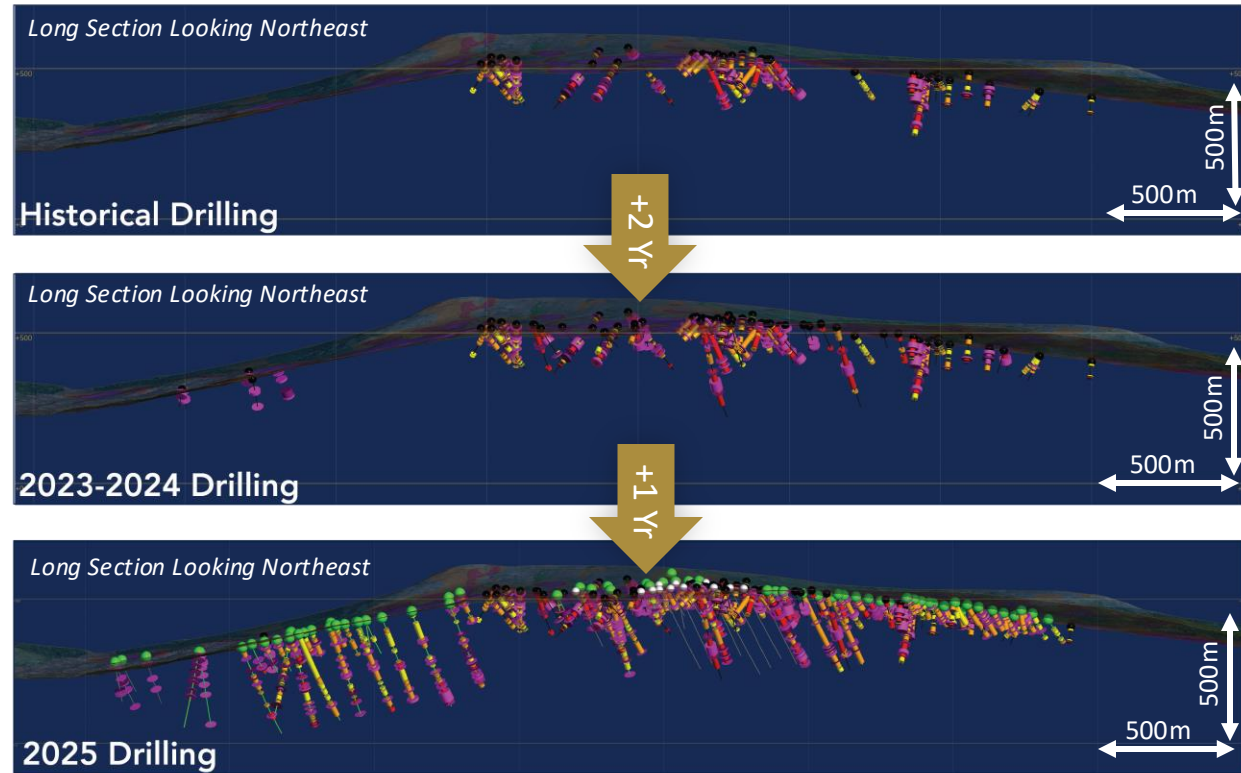 Long Section Looking Northeast
+500
500m
500m
Historical Drilling
+2 Yr
Long Section Looking Northeast
+500
500m
500m
2023-2024 Drilling
+1 Yr
Long Section Looking Northeast
500m
500m
2025 Drilling